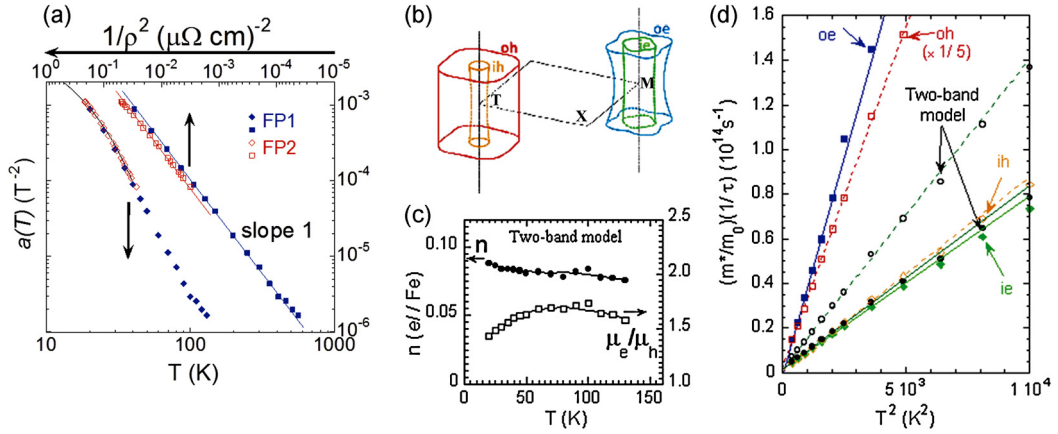 (a)
1/ρ² (μΩ cm)⁻²
10⁰ 10⁻¹ 10⁻² 10⁻³ 10⁻⁴ 10⁻⁵
a(T) (T⁻²)
10⁻³
10⁻⁴
10⁻⁵
10⁻⁶
FP1
FP2
slope 1
10 100 1000
T (K)
(b)
oh
ih
T
X
oe
ie
M
(c)
Two-band model
n
n (el / Fe)
0.10
0.05
0
2.5
2.0
1.5
1.0
μe/μh
0 50 100 150
T (K)
(d)
oe
oh
(× 1/5)
Two-band
model
ih
ie
(m*/m₀)(1/τ) (10¹⁴s⁻¹)
1.6
1.4
1.2
1.0
0.8
0.6
0.4
0.2
0
0 5 10³ 1 10⁴
T² (K²)